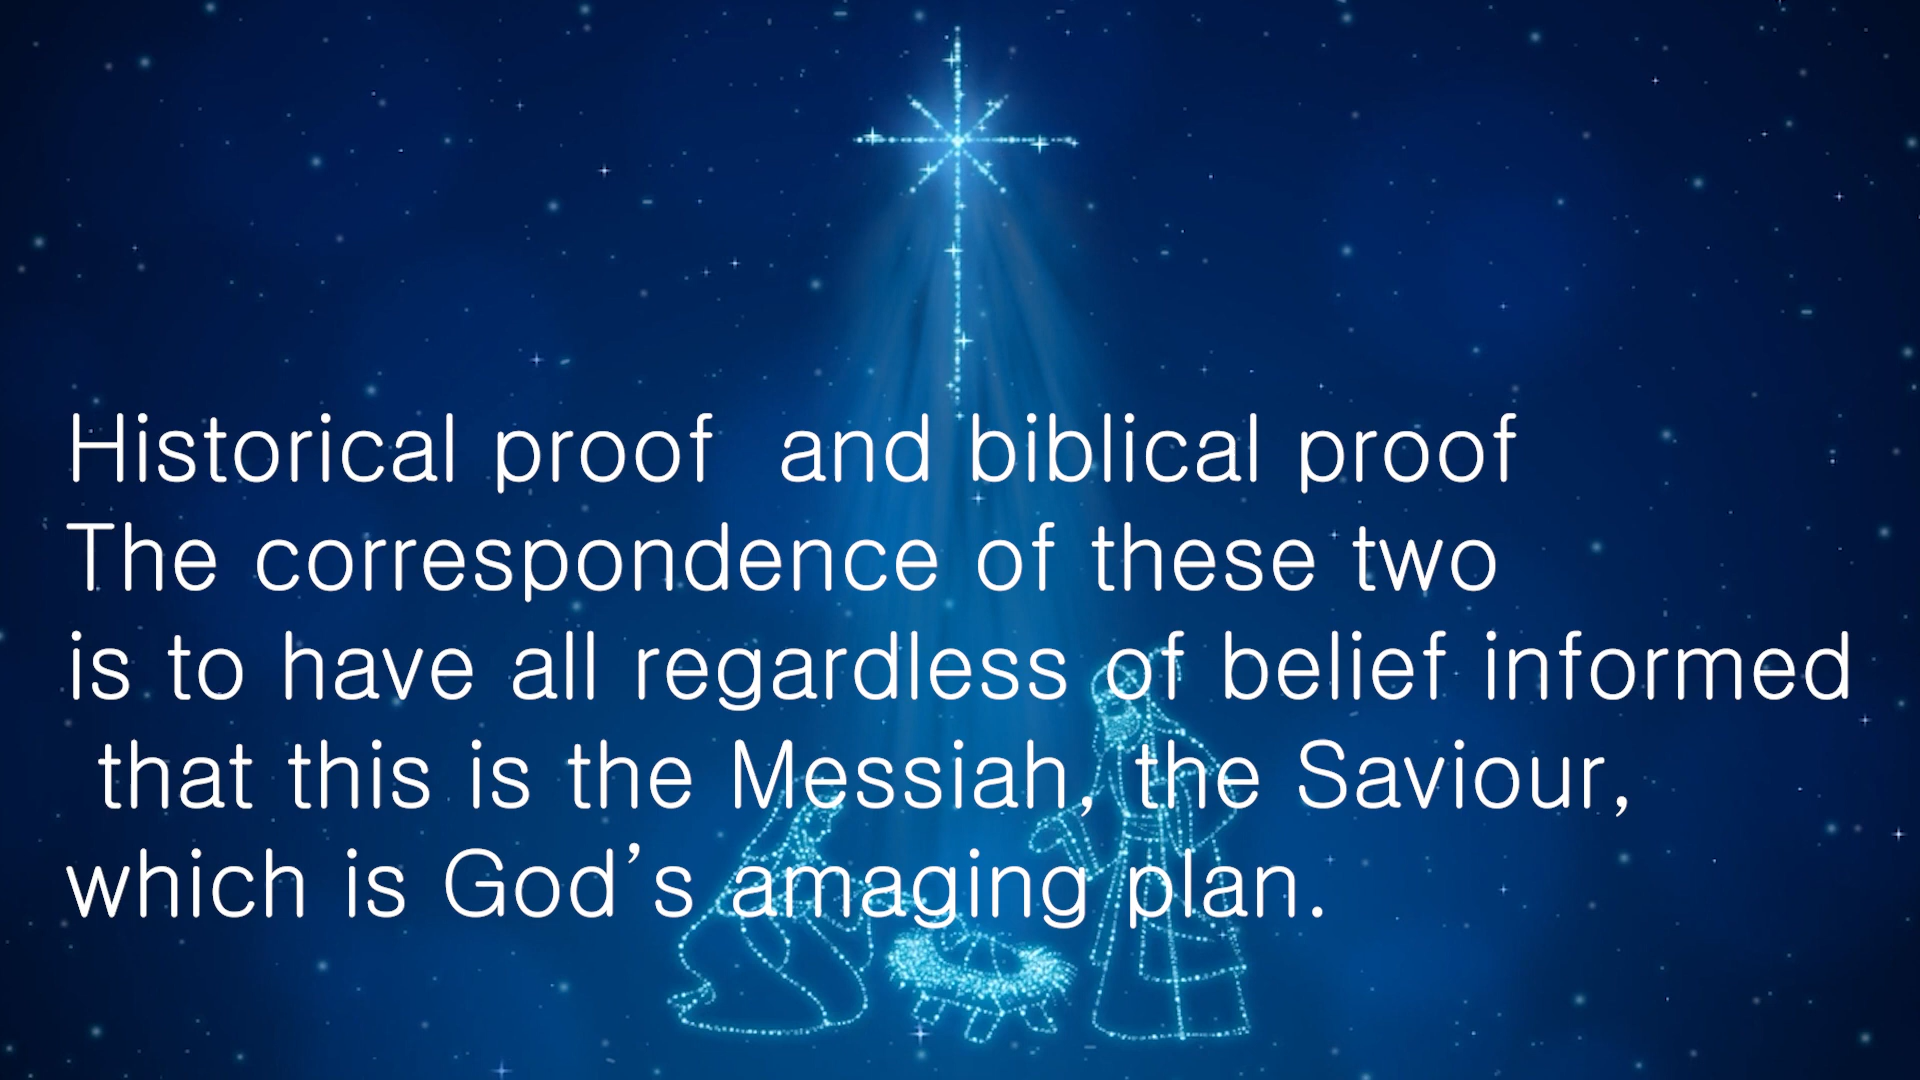 Historical proof  and biblical proof
The correspondence of these two
is to have all regardless of belief informed
that this is the Messiah, the Saviour,
which is God's amaging plan.